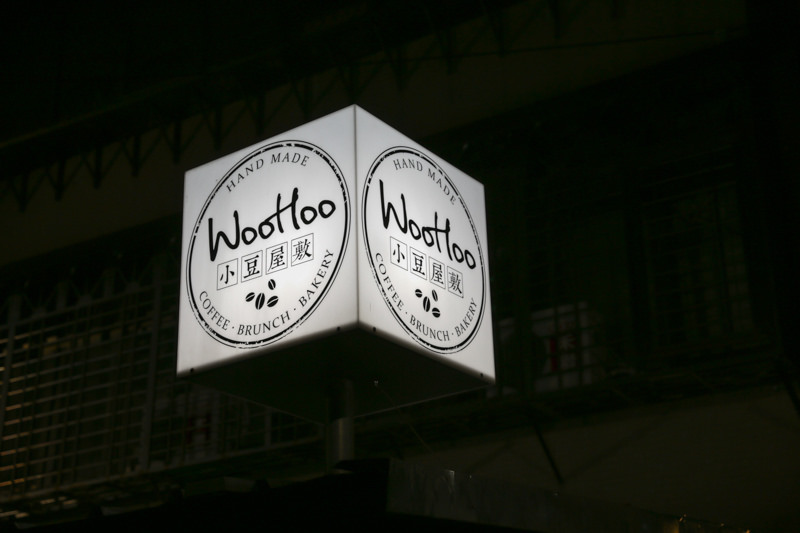 HAND MADE
WooHoo
小豆屋敷
COFFEE · BRUNCH · BAKERY
HAND MADE
WooHoo
小豆屋敷
COFFEE · BRUNCH · BAKERY